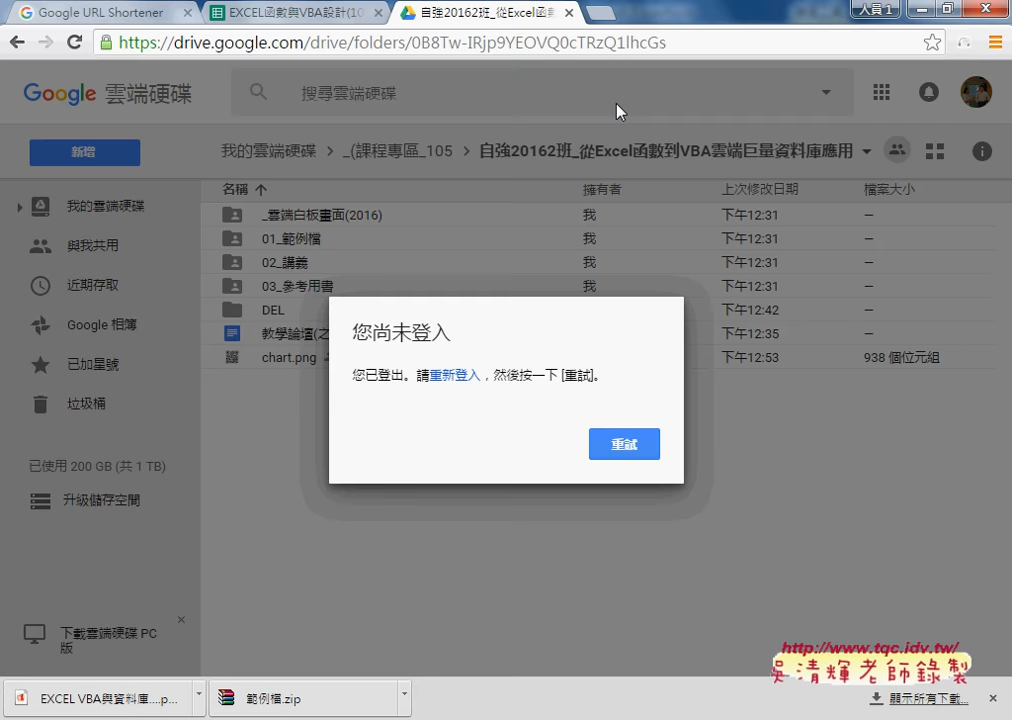 Google URL Shortener
EXCEL函數與VBA設計(10
自強20162班_從Excel函數
人員 1
https://drive.google.com/drive/folders/0B8Tw-IRjp9YEOVQ0cTRzQ1lhcGs
Google 雲端硬碟
搜尋雲端硬碟
新增
我的雲端硬碟 > _(課程專區_105 > 自強20162班_從Excel函數到VBA雲端巨量資料庫應用
名稱 擁有者 上次修改日期 檔案大小
我的雲端硬碟
與我共用
近期存取
Google 相簿
已加星號
垃圾桶
已使用 200 GB (共 1 TB)
升級儲存空間
下載雲端硬碟 PC
版
_雲端白板畫面(2016) 我 下午12:31 —
01_範例檔 我 下午12:31 —
02_講義 我 下午12:31 —
03_參考用書 我 下午12:31 —
DEL 下午12:42 —
教學論壇(之 下午12:35 —
chart.png 下午12:53 938 個位元組
您尚未登入
您已登出。請重新登入，然後按一下 [重試]。
重試
http://www.tqc.idv.tw/
吳清輝老師錄製
EXCEL VBA與資料庫....p...
範例檔.zip
顯示所有下載...